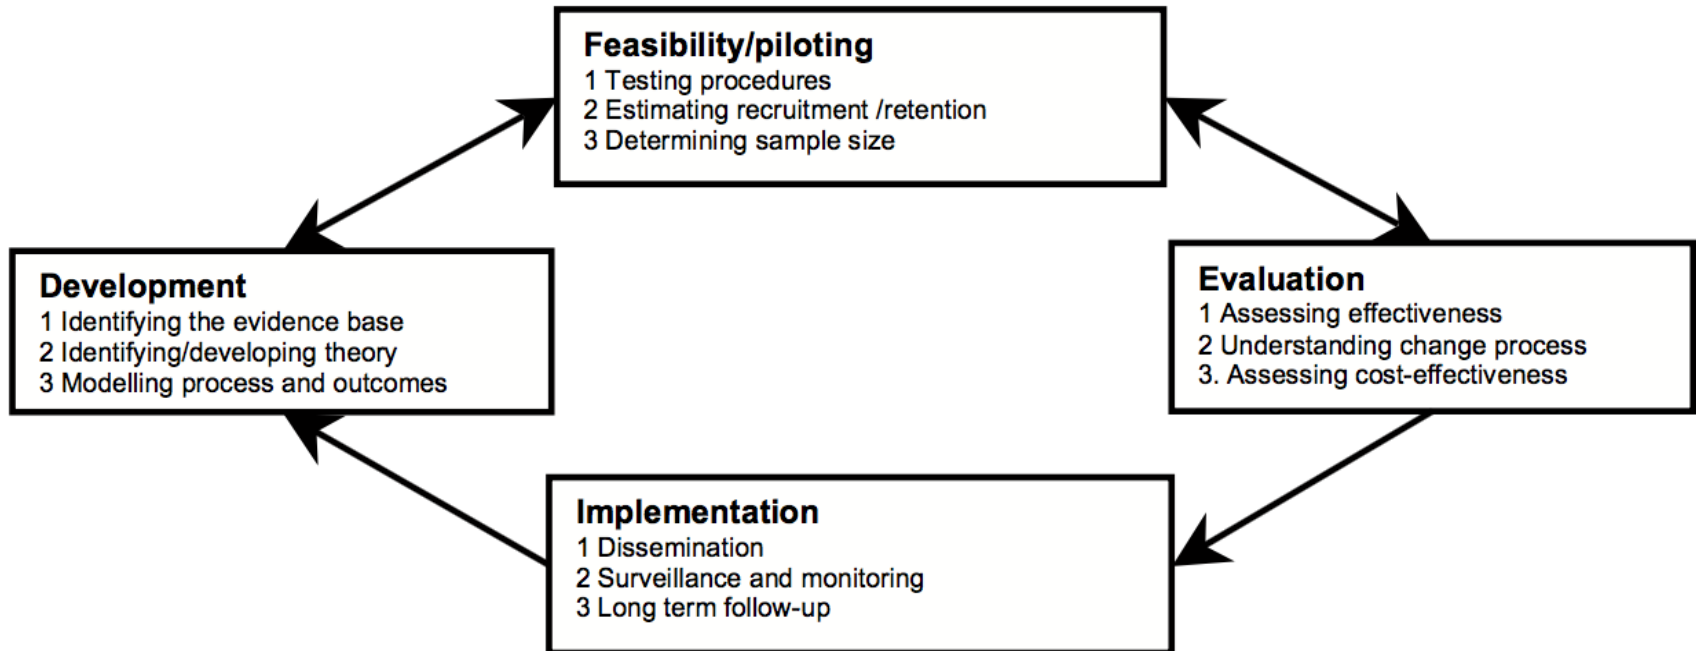 Feasibility/piloting
1 Testing procedures
2 Estimating recruitment /retention
3 Determining sample size
Development
1 Identifying the evidence base
2 Identifying/developing theory
3 Modelling process and outcomes
Evaluation
1 Assessing effectiveness
2 Understanding change process
3. Assessing cost-effectiveness
Implementation
1 Dissemination
2 Surveillance and monitoring
3 Long term follow-up